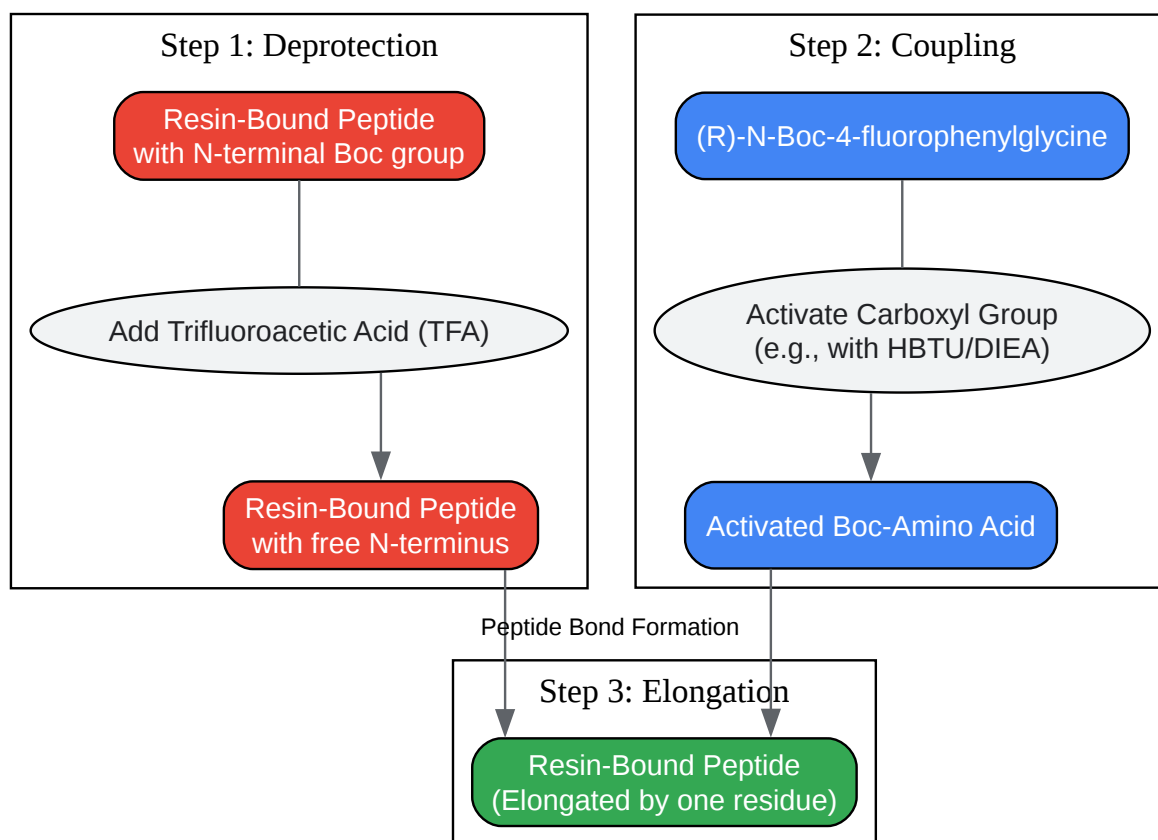 Step 1: Deprotection
Resin-Bound Peptide
with N-terminal Boc group
Add Trifluoroacetic Acid (TFA)
Resin-Bound Peptide
with free N-terminus
Step 2: Coupling
(R)-N-Boc-4-fluorophenylglycine
Activate Carboxyl Group
(e.g., with HBTU/DIEA)
Activated Boc-Amino Acid
Peptide Bond Formation
Step 3: Elongation
Resin-Bound Peptide
(Elongated by one residue)